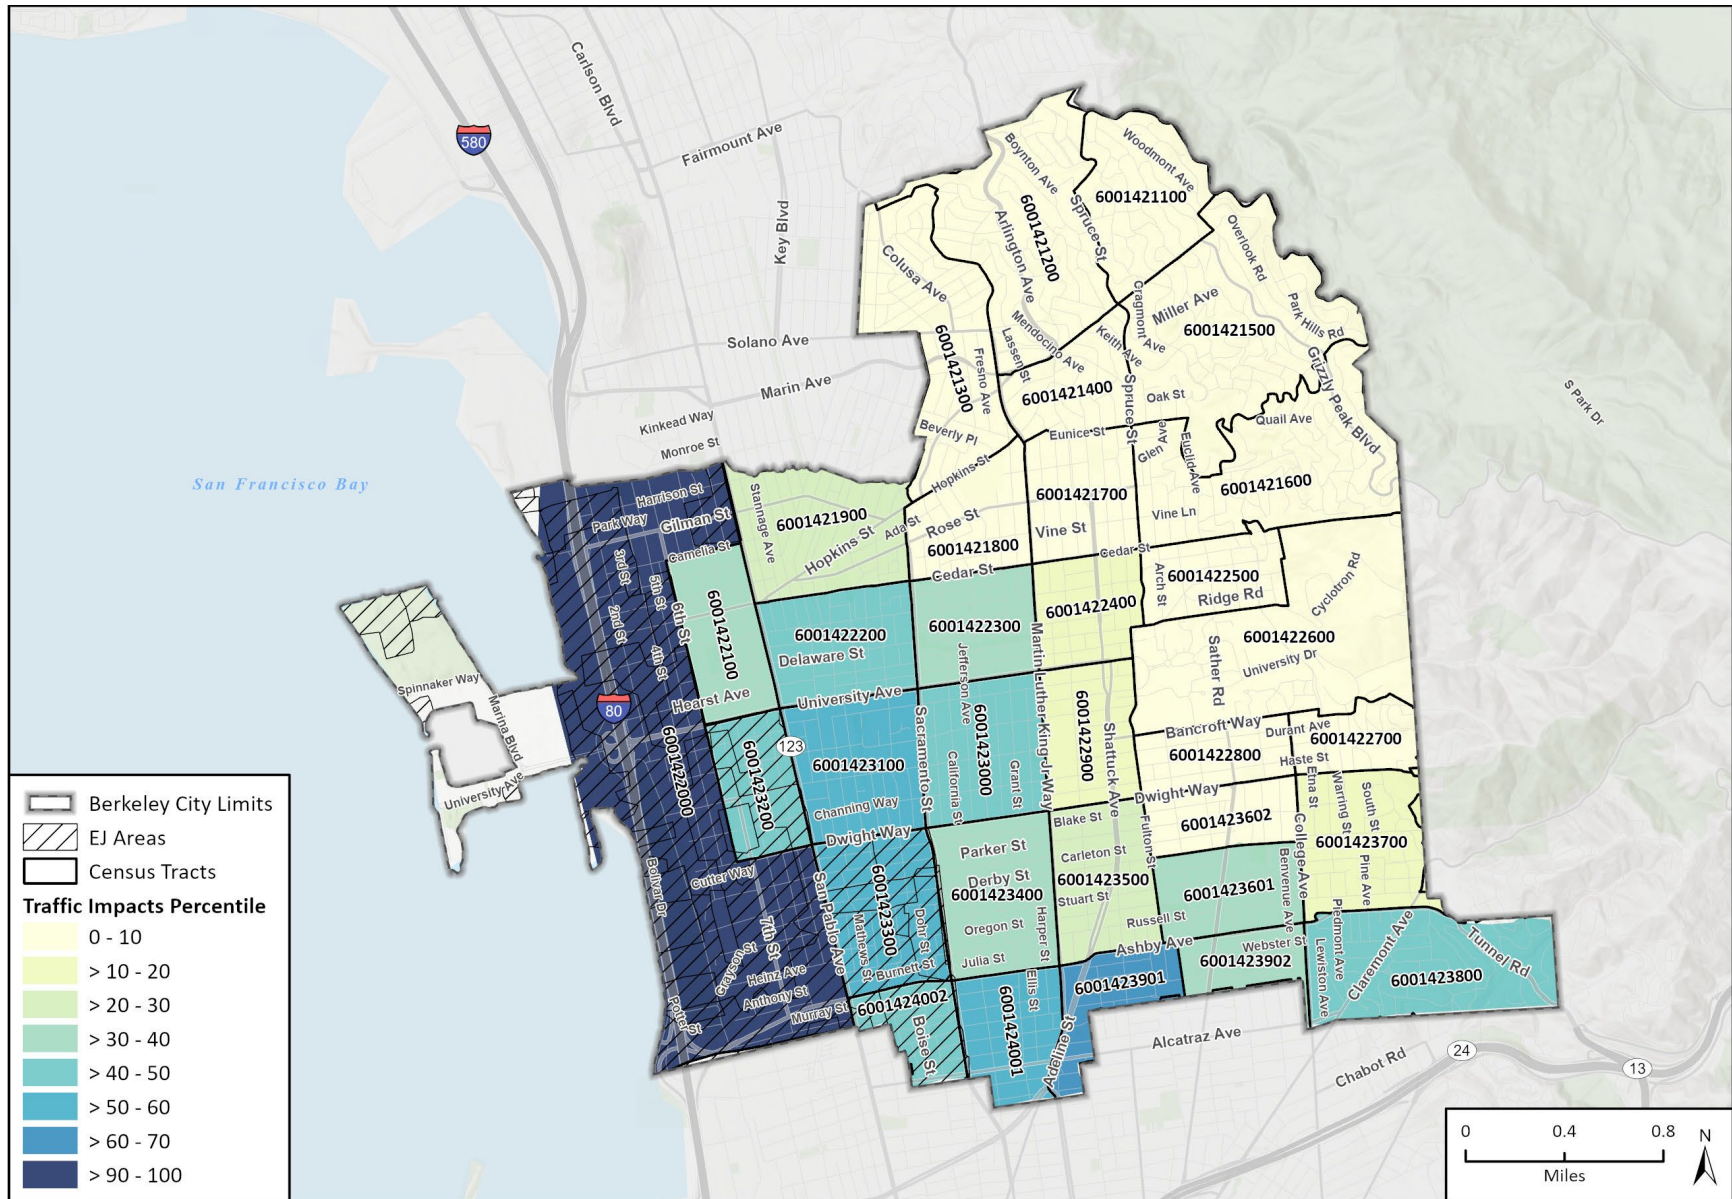 Carlson Blvd
580
Fairmount Ave
Key Blvd
Solano Ave
Marin Ave
Kinkead Way
Monroe St
San Francisco Bay
Boynton Ave
Woodmont Ave
6001421100
6001421200
Spruce St
Arlington Ave
Overlook Rd
Colusa Ave
Cragmont Ave
Miller Ave
Park Hills Rd
6001421500
Mendocino Ave
Keith Ave
Lassen St
Fresno Ave
6001421300
Grizzly Peak Blvd
S Park Dr
6001421400
Spruce St
Oak St
Quail Ave
Beverly Pl
Eunice St
Glen Ave
Euclid Ave
Hopkins St
6001421600
6001421700
Harrison St
Park Way
Gilman St
Stannage Ave
6001421900
Ada St
Rose St
Vine St
Vine Ln
Hopkins St
6001421800
Camelia St
Cedar St
Cedar St
3rd St
5th St
6th St
2nd St
4th St
6001422100
Arch St
6001422500
Ridge Rd
Cyclotron Rd
6001422400
6001422200
6001422300
Delaware St
Jefferson Ave
Martin Luther King Jr Way
Sather Rd
6001422600
University Dr
Spinnaker Way
Marina Blvd
University Ave
80
Hearst Ave
University Ave
123
6001422000
6001423200
6001423100
Sacramento St
California St
6001423000
Grant St
6001422900
Shattuck Ave
Bancroft Way
Durant Ave
6001422800
6001422700
Haste St
Etna St
Warring St
South St
Dwight Way
Channing Way
Dwight Way
Blake St
Fulton St
6001423602
College Ave
6001423700
Pine Ave
Parker St
Carleton St
Derby St
6001423400
6001423500
Stuart St
6001423601
Benvenue Ave
Bolivar Dr
Cutter Way
San Pablo Ave
6001423300
Mathews St
Dohr St
Burnett St
Oregon St
Harper St
Julia St
Russell St
Ashby Ave
Webster St
6001423902
Piedmont Ave
Lewiston Ave
Claremont Ave
Tunnel Rd
6001423800
7th St
Grayson St
Heinz Ave
Anthony St
Murray St
Potter St
6001424002
Boise St
6001424001
Ellis St
6001423901
Adeline St
Alcatraz Ave
Chabot Rd
24
13
Berkeley City Limits
EJ Areas
Census Tracts
Traffic Impacts Percentile
0 - 10
> 10 - 20
> 20 - 30
> 30 - 40
> 40 - 50
> 50 - 60
> 60 - 70
> 90 - 100
0 0.4 0.8
Miles
N